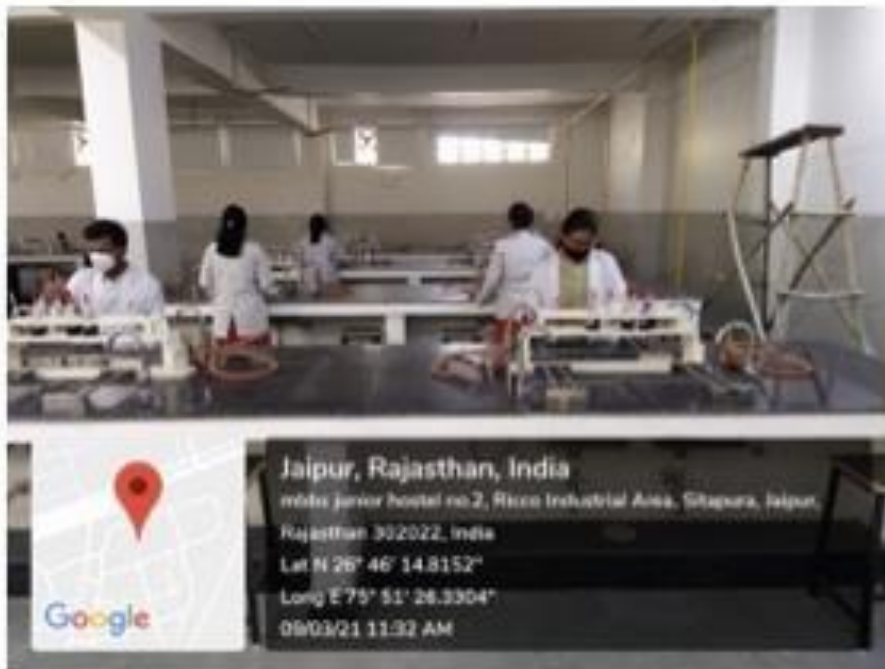 Jaipur, Rajasthan, India
mbbs junior hostel no.2, Ricco Industrial Area, Sitapura, Jaipur,
Rajasthan 302022, India
Lat N 26° 46' 14.8152"
Long E 75° 51' 26.3304"
09/03/21 11:32 AM
Google